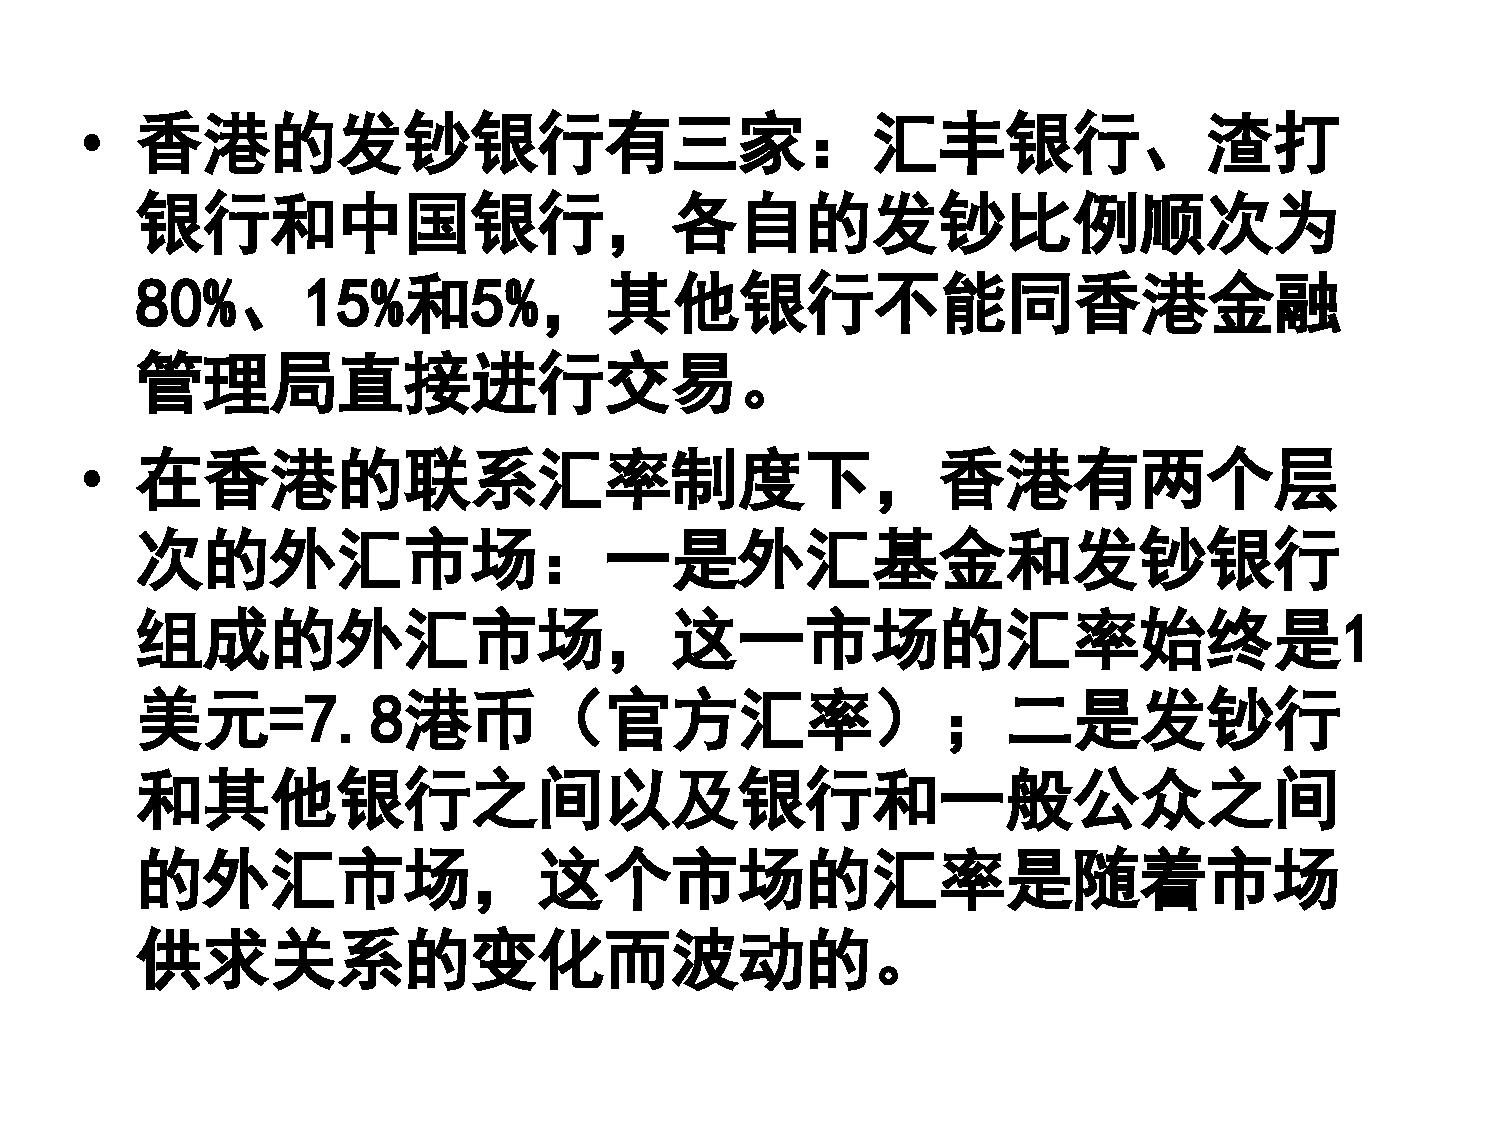 • 香港的发钞银行有三家：汇丰银行、渣打
银行和中国银行，各自的发钞比例顺次为
80%、15%和5%，其他银行不能同香港金融
管理局直接进行交易。
• 在香港的联系汇率制度下，香港有两个层
次的外汇市场：一是外汇基金和发钞银行
组成的外汇市场，这一市场的汇率始终是1
美元=7.8港币（官方汇率）；二是发钞行
和其他银行之间以及银行和一般公众之间
的外汇市场，这个市场的汇率是随着市场
供求关系的变化而波动的。